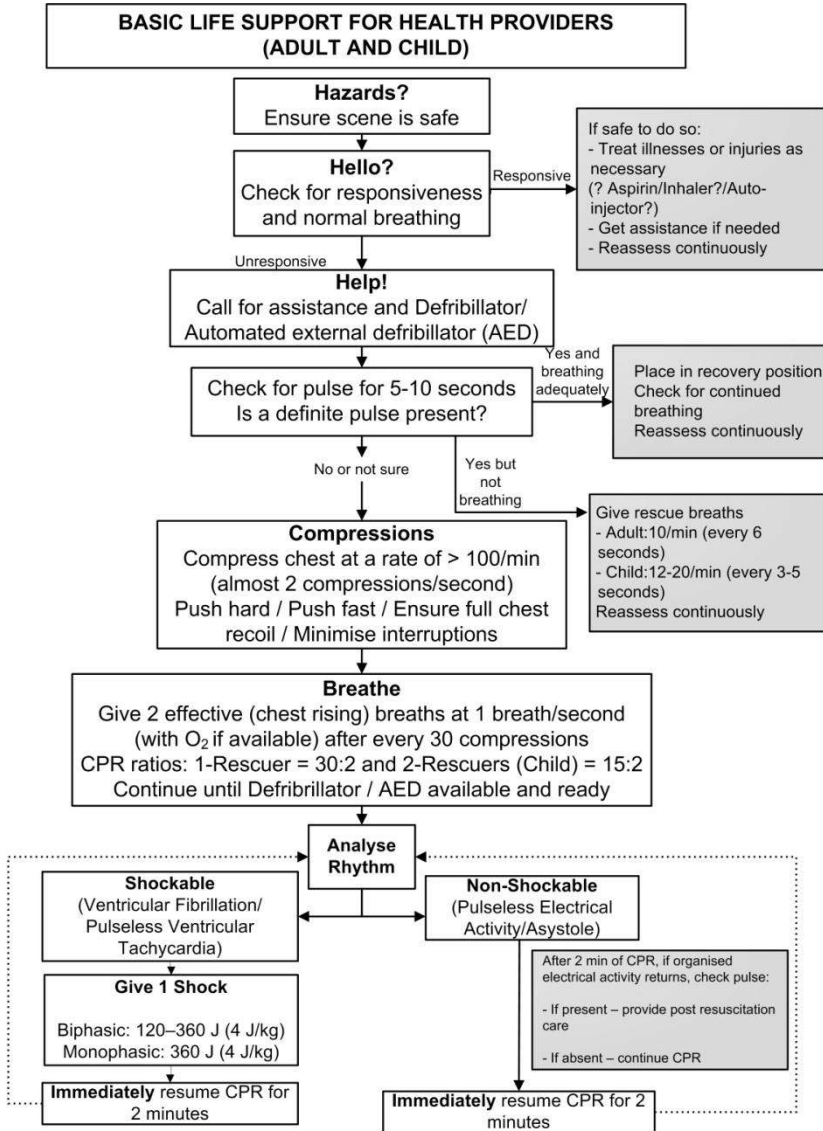 BASIC LIFE SUPPORT FOR HEALTH PROVIDERS
(ADULT AND CHILD)
Hazards?
Ensure scene is safe
Hello?
Check for responsiveness
and normal breathing
Responsive
If safe to do so:
- Treat illnesses or injuries as
necessary
(? Aspirin/Inhaler?/Auto-
injector?)
- Get assistance if needed
- Reassess continuously
Unresponsive
Help!
Call for assistance and Defribillator/
Automated external defribillator (AED)
Check for pulse for 5-10 seconds
Is a definite pulse present?
Yes and
breathing
adequately
Place in recovery position
Check for continued
breathing
Reassess continuously
No or not sure
Yes but
not
breathing
Give rescue breaths
- Adult:10/min (every 6
seconds)
- Child:12-20/min (every 3-5
seconds)
Reassess continuously
Compressions
Compress chest at a rate of > 100/min
(almost 2 compressions/second)
Push hard / Push fast / Ensure full chest
recoil / Minimise interruptions
Breathe
Give 2 effective (chest rising) breaths at 1 breath/second
(with O₂ if available) after every 30 compressions
CPR ratios: 1-Rescuer = 30:2 and 2-Rescuers (Child) = 15:2
Continue until Defribrillator / AED available and ready
Analyse
Rhythm
Shockable
(Ventricular Fibrillation/
Pulseless Ventricular
Tachycardia)
Non-Shockable
(Pulseless Electrical
Activity/Asystole)
Give 1 Shock
Biphasic: 120–360 J (4 J/kg)
Monophasic: 360 J (4 J/kg)
After 2 min of CPR, if organised
electrical activity returns, check pulse:
- If present – provide post resuscitation
care
- If absent – continue CPR
Immediately resume CPR for
2 minutes
Immediately resume CPR for 2
minutes